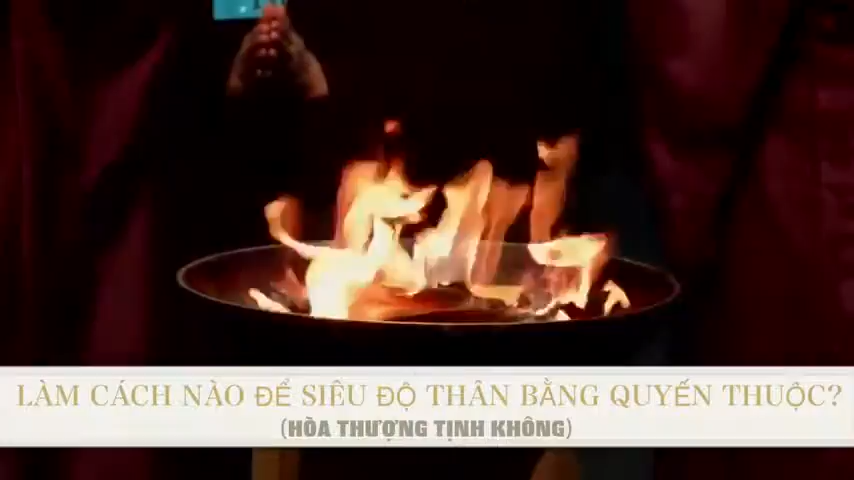 LÀM CÁCH NÀO ĐỂ SIÊU ĐỘ THÂN BẰNG QUYẾN THUỘC?
(HÒA THƯỢNG TỊNH KHÔNG)